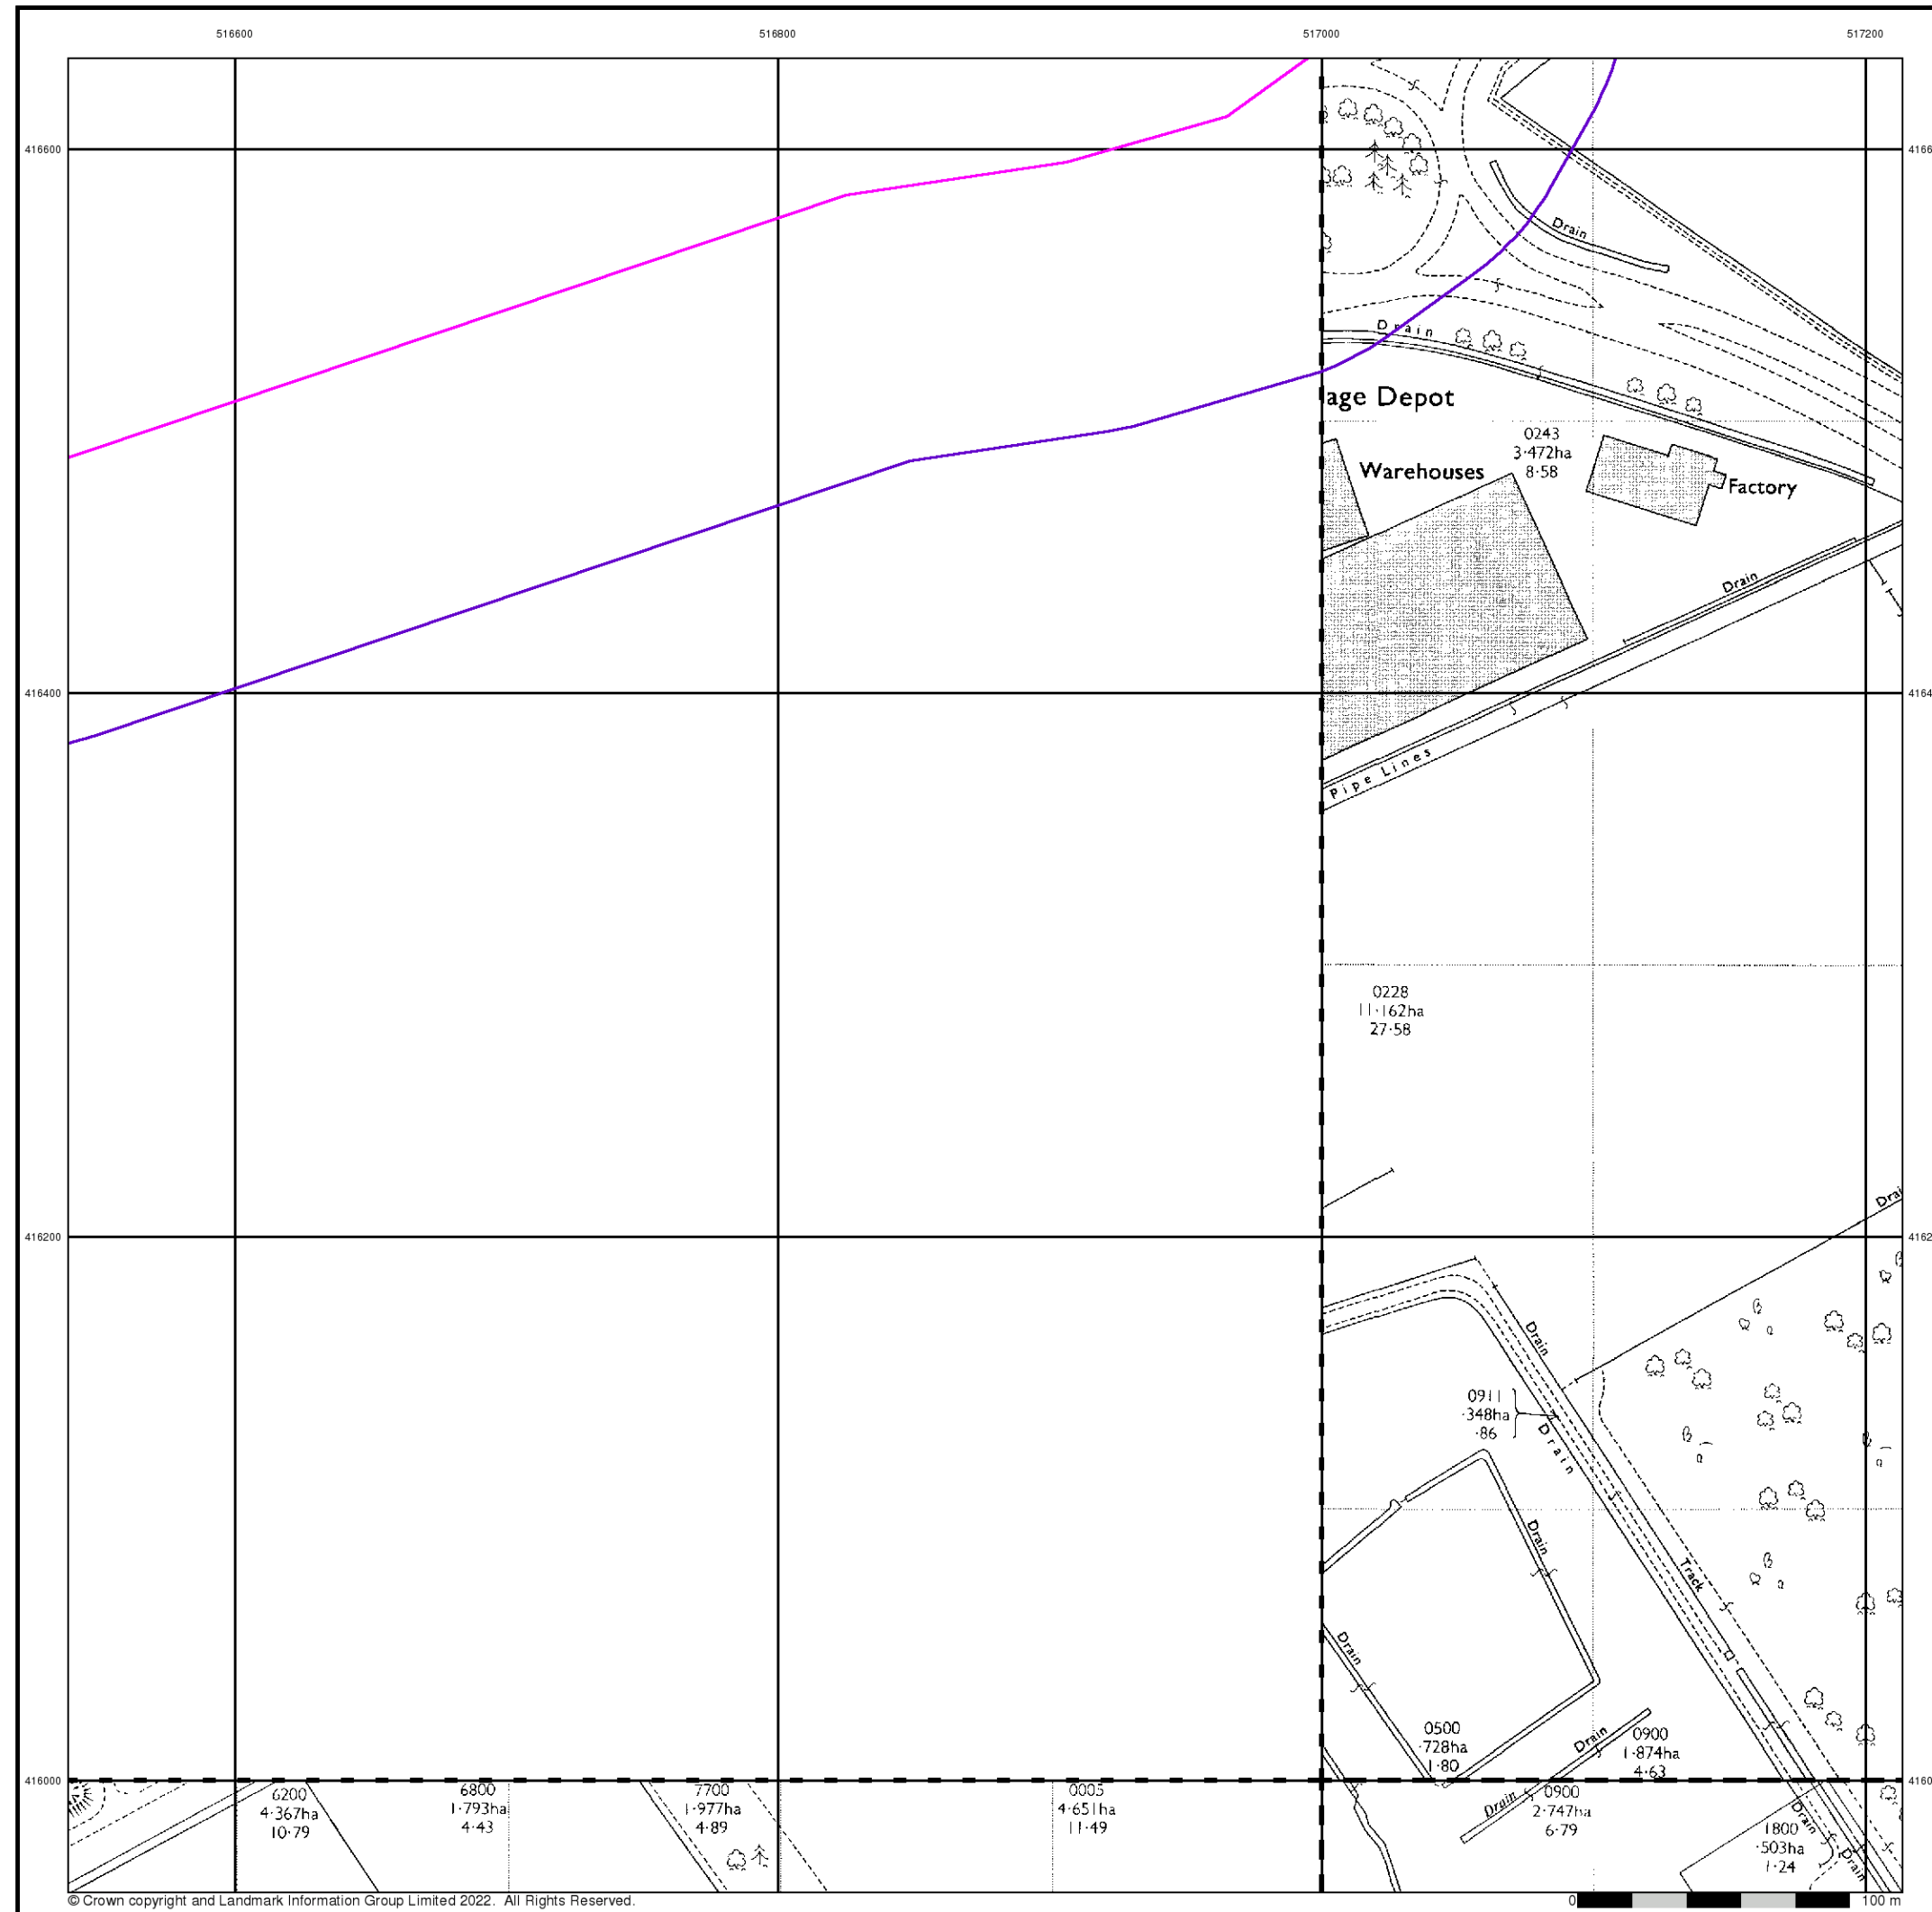 516600 516800 517000 517200
416600
Drain
Drain
age Depot
0243
3·472ha
8·58
Warehouses
Factory
Drain
416400
Pipe Lines
0228
11·162ha
27·58
416200
Drain
0911
·348ha
·86
Drain
Drain
Track
Drain
0500
·728ha
1·80
Drain
0900
1·874ha
4·63
416000
6200
4·367ha
10·79
6800
1·793ha
4·43
7700
1·977ha
4·89
0005
4·651ha
11·49
Drain
0900
2·747ha
6·79
1800
·503ha
1·24
Drain
Drain
© Crown copyright and Landmark Information Group Limited 2022. All Rights Reserved.
0 100 m